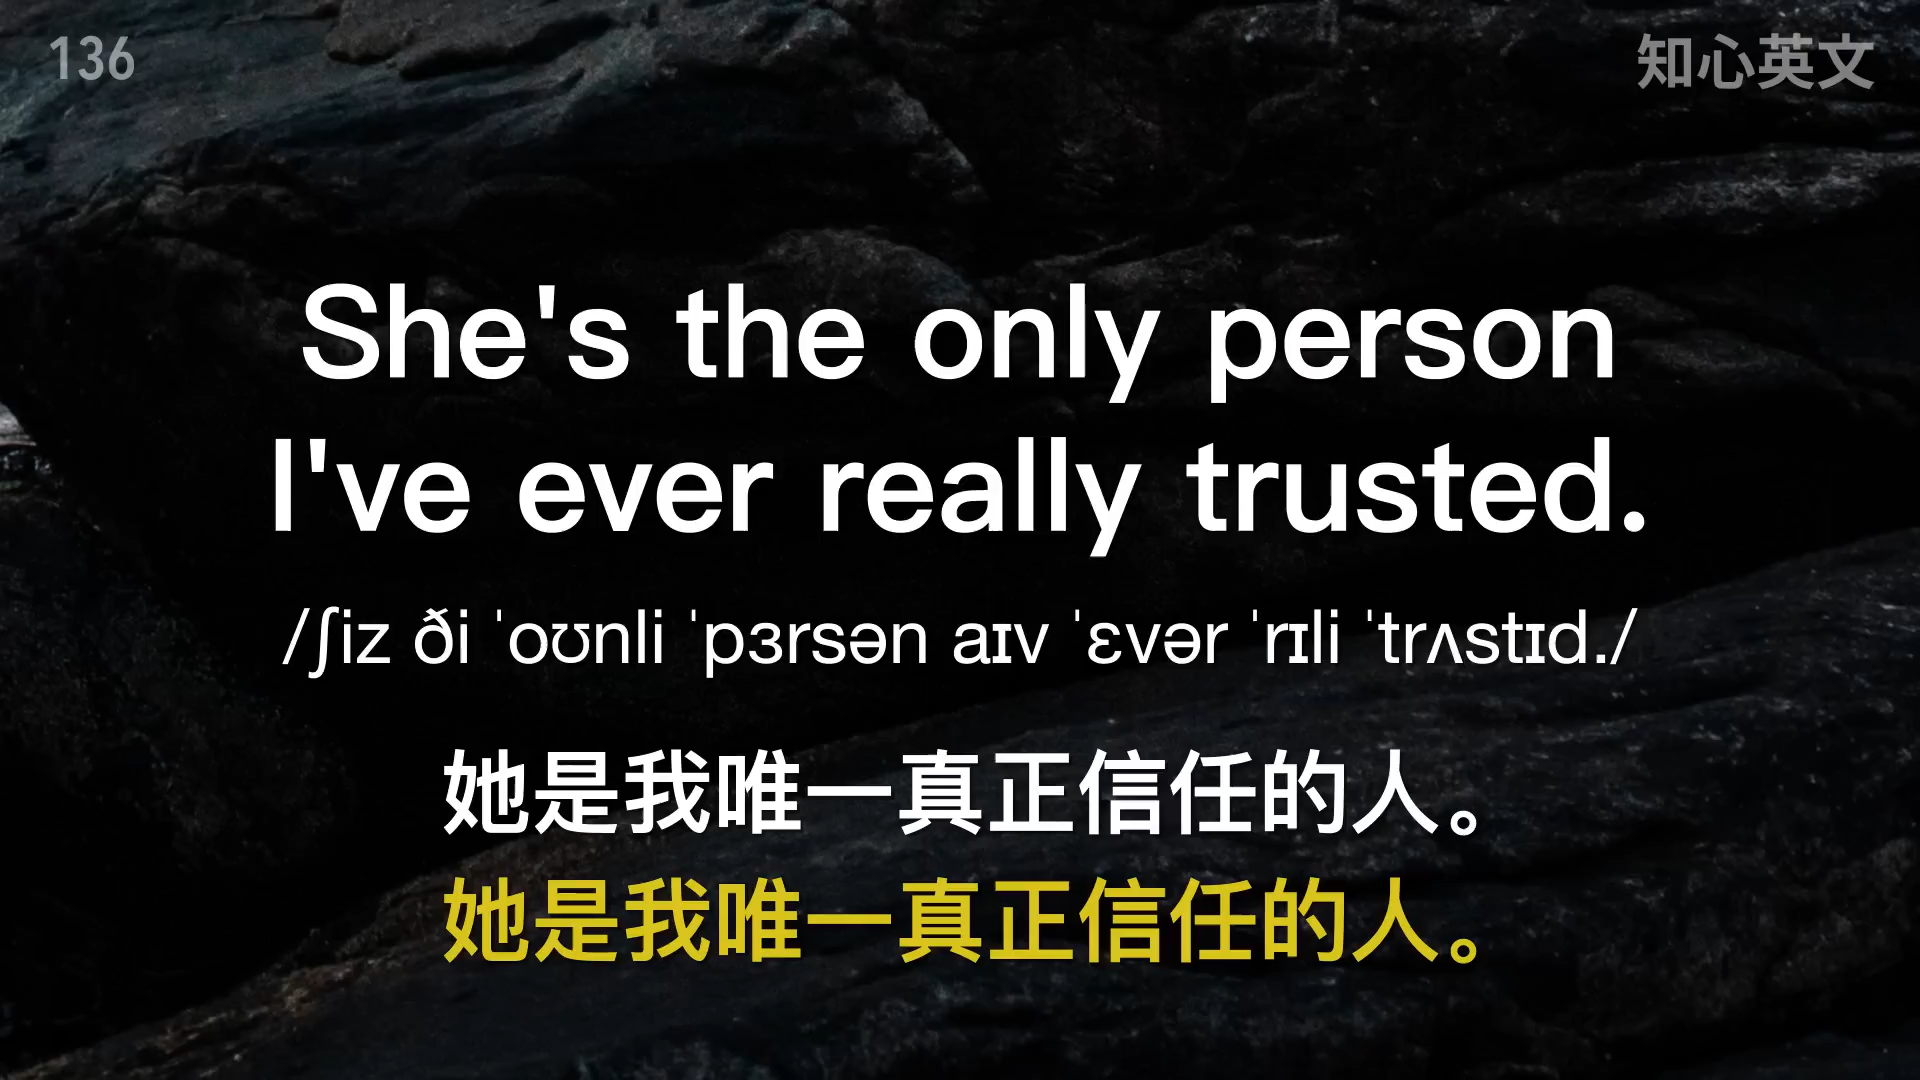 136
知心英文
She's the only person
I've ever really trusted.
/ʃiz ði ˈoʊnli ˈpɜrsən aɪv ˈɛvər ˈrɪli ˈtrʌstɪd./
她是我唯一真正信任的人。
她是我唯一真正信任的人。